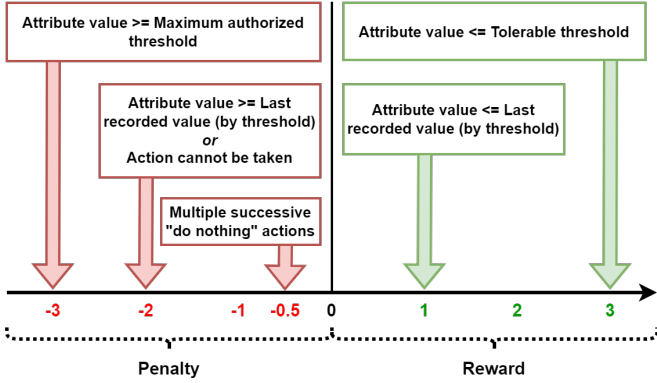 Attribute value >= Maximum authorized
threshold
Attribute value <= Tolerable threshold
Attribute value >= Last
recorded value (by threshold)
or
Action cannot be taken
Attribute value <= Last
recorded value (by threshold)
Multiple successive
"do nothing" actions
-3 -2 -1 -0.5 0 1 2 3
Penalty Reward